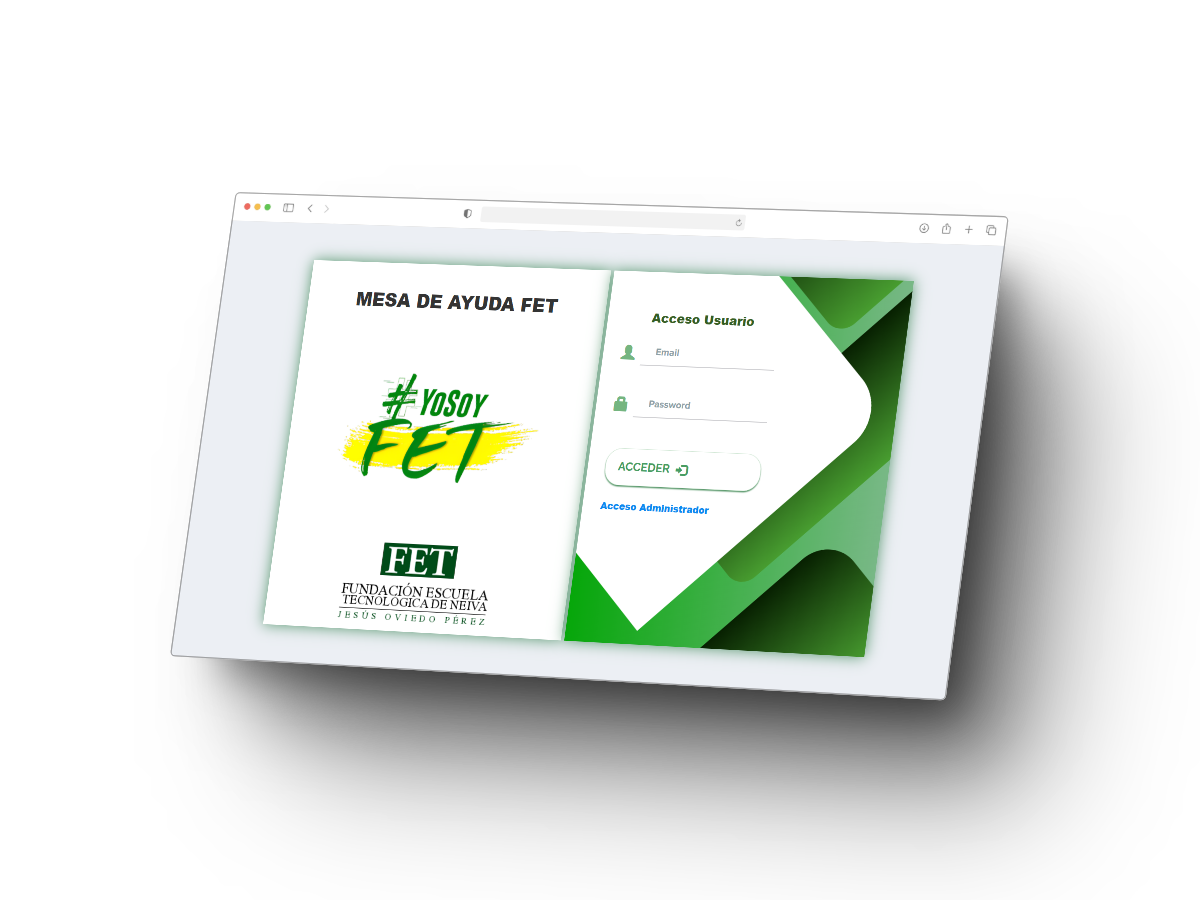 MESA DE AYUDA FET
#YoSoy
FET
FET
FUNDACIÓN ESCUELA
TECNOLÓGICA DE NEIVA
JESÚS OVIEDO PÉREZ
Acceso Usuario
Email
Password
ACCEDER
Acceso Administrador